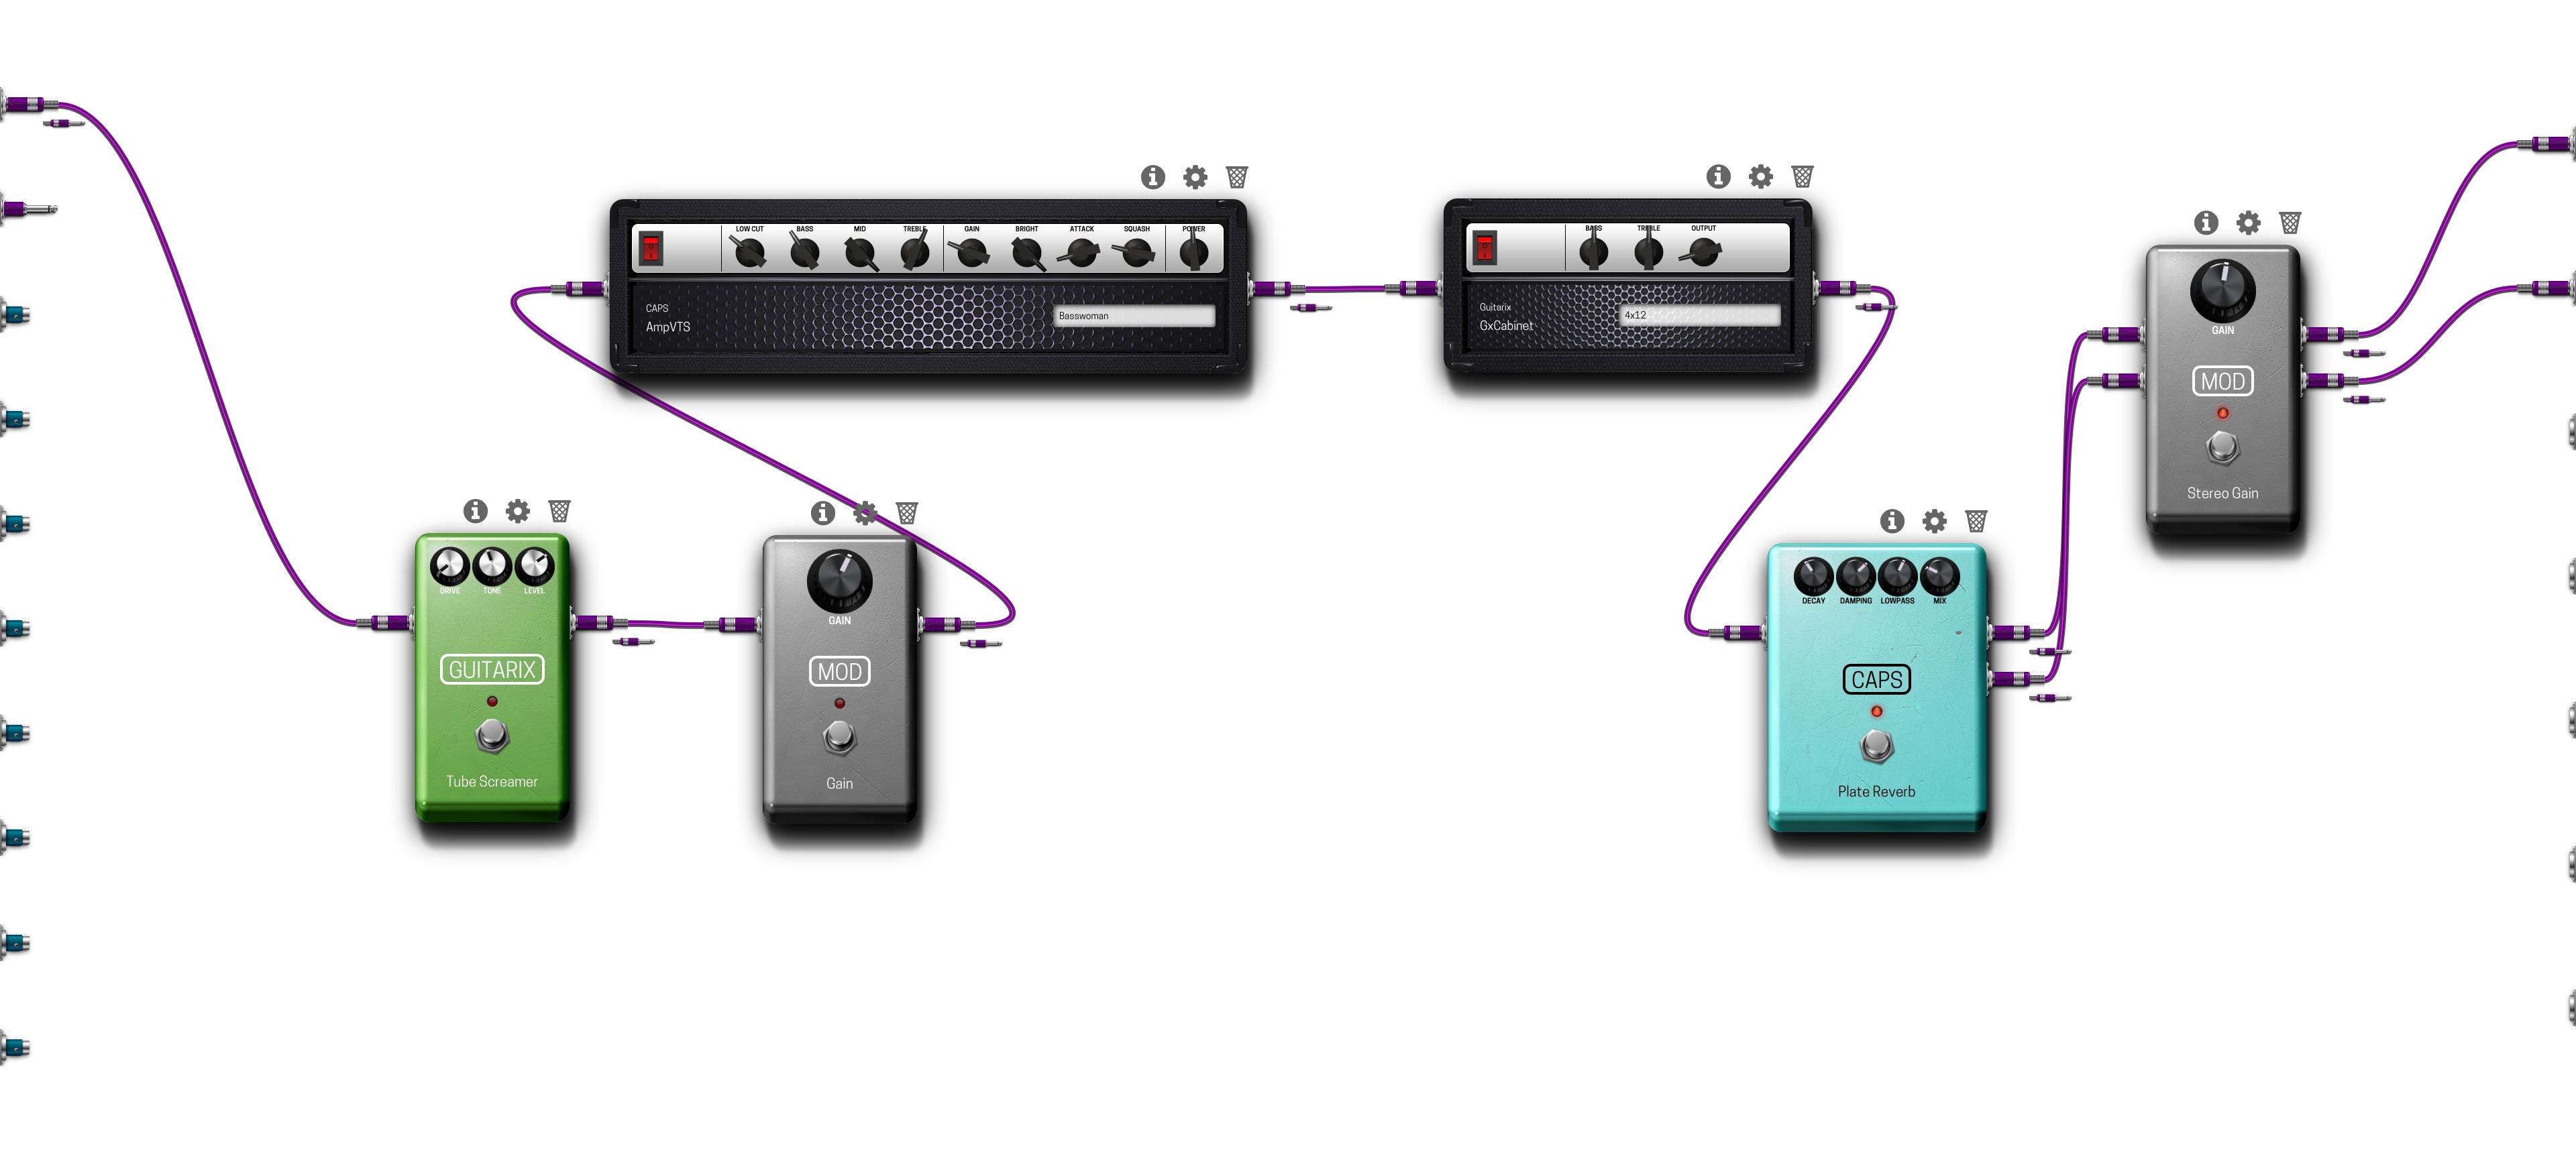 LOW CUT BASS MID TREBLE GAIN BRIGHT ATTACK SQUASH POWER
CAPS
AmpVTS
Basswoman
BASS TREBLE OUTPUT
Guitarix
GxCabinet
4x12
GAIN
MOD
Stereo Gain
DRIVE TONE LEVEL
GUITARIX
Tube Screamer
GAIN
MOD
Gain
DECAY DAMPING LOWPASS MIX
CAPS
Plate Reverb